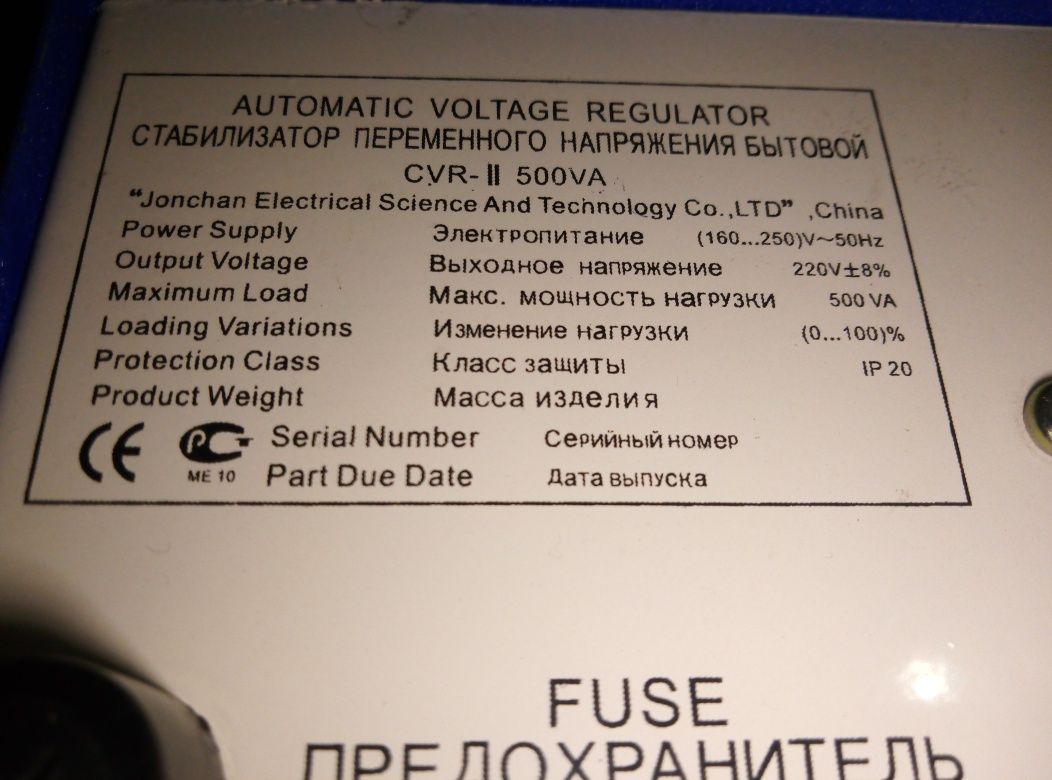 AUTOMATIC VOLTAGE REGULATOR
СТАБИЛИЗАТОР ПЕРЕМЕННОГО НАПРЯЖЕНИЯ БЫТОВОЙ
CVR-II 500VA
"Jonchan Electrical Science And Technology Co.,LTD" ,China
Power Supply Электропитание (160...250)V~50Hz
Output Voltage Выходное напряжение 220V±8%
Maximum Load Макс. мощность нагрузки 500 VA
Loading Variations Изменение нагрузки (0...100)%
Protection Class Класс защиты IP 20
Product Weight Масса изделия
CE РС Serial Number Серийный номер
ME 10 Part Due Date Дата выпуска
FUSE
ПРЕДОХРАНИТЕЛЬ